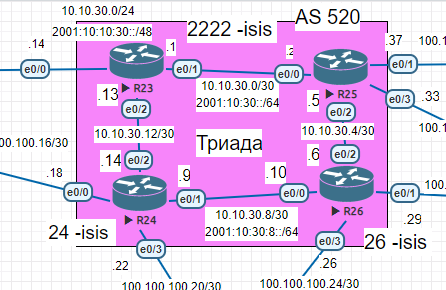 10.10.30.0/24
2001:10:10:30::/48
2222 -isis
AS 520
.14
.1
.2
.37
100.1
e0/0
e0/1
e0/0
e0/1
R23
10.10.30.0/30
2001:10:30::/64
R25
e0/3
.33
.13
.5
e0/2
e0/2
100.1
10.10.30.12/30
10.10.30.4/30
100.100.16/30
Триада
.14
e0/2
.6
e0/2
.18
.9
.10
e0/0
e0/1
e0/0
e0/1
100.
R24
10.10.30.8/30
2001:10:30:8::/64
R26
.29
24 -isis
26 -isis
e0/3
e0/3
.22
.26
100.100.100.20/30
100.100.100.24/30